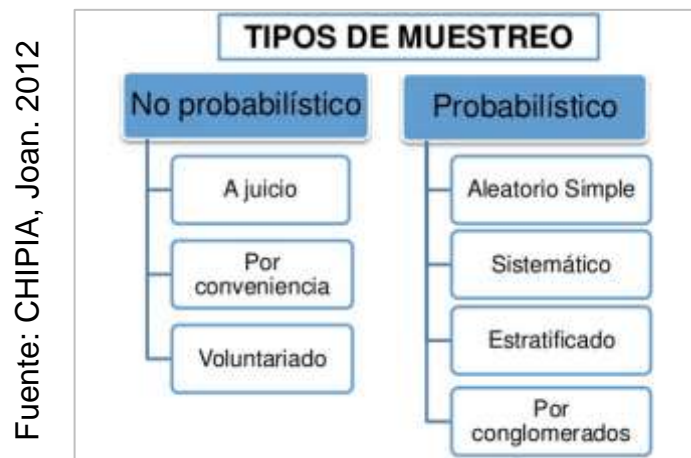 Fuente: CHIPIA, Joan. 2012
TIPOS DE MUESTREO
No probabilístico
A juicio
Por
conveniencia
Voluntariado
Probabilístico
Aleatorio Simple
Sistemático
Estratificado
Por
conglomerados